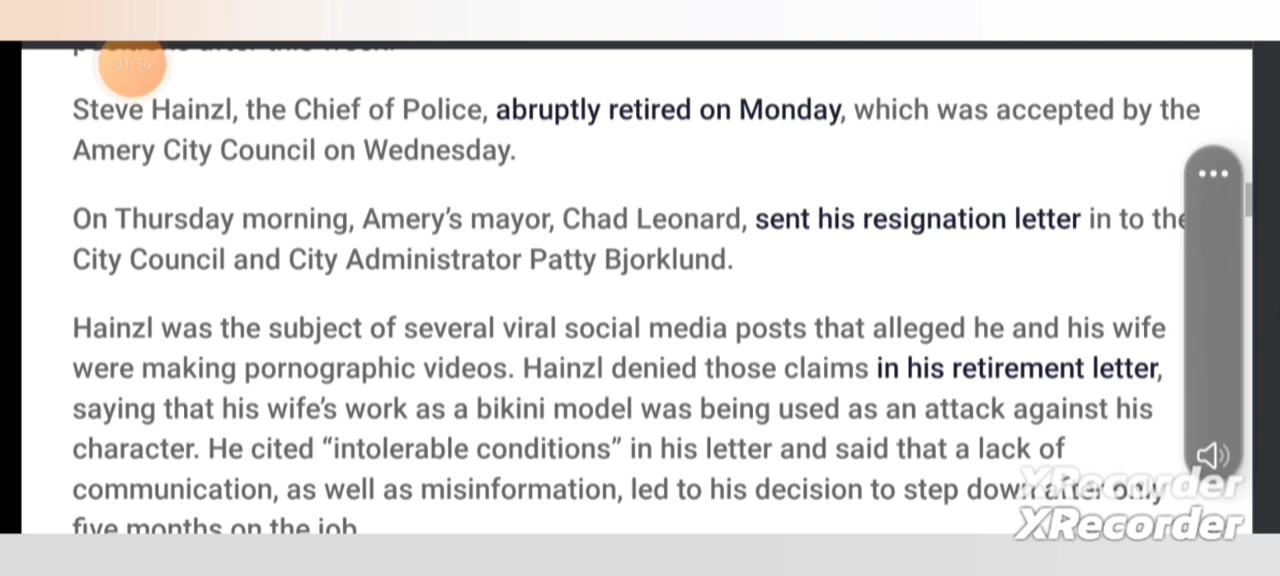 01:36
Steve Hainzl, the Chief of Police, abruptly retired on Monday, which was accepted by the
Amery City Council on Wednesday.
On Thursday morning, Amery’s mayor, Chad Leonard, sent his resignation letter in to the
City Council and City Administrator Patty Bjorklund.
Hainzl was the subject of several viral social media posts that alleged he and his wife
were making pornographic videos. Hainzl denied those claims in his retirement letter,
saying that his wife’s work as a bikini model was being used as an attack against his
character. He cited “intolerable conditions” in his letter and said that a lack of
communication, as well as misinformation, led to his decision to step down after only
five months on the job
XRecorder
XRecorder